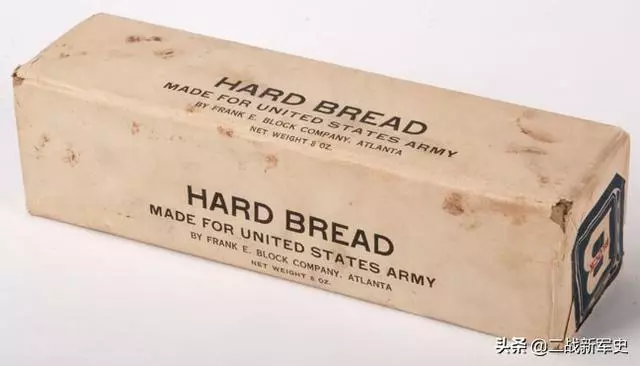 HARD BREAD
MADE FOR UNITED STATES ARMY
BY FRANK E. BLOCK COMPANY, ATLANTA
NET WEIGHT 8 OZ.
HARD BREAD
MADE FOR UNITED STATES ARMY
BY FRANK E. BLOCK COMPANY, ATLANTA
NET WEIGHT 8 OZ.
B
头条 @二战新军史